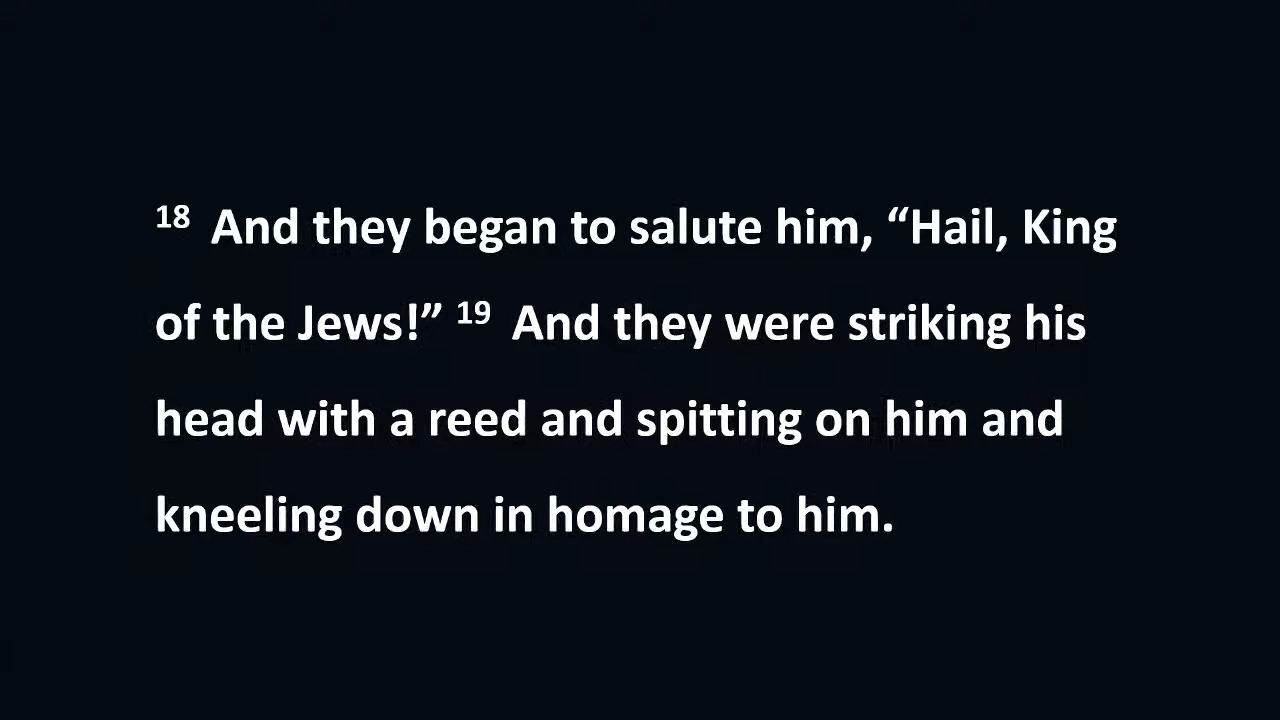 18 And they began to salute him, “Hail, King
of the Jews!” 19 And they were striking his
head with a reed and spitting on him and
kneeling down in homage to him.